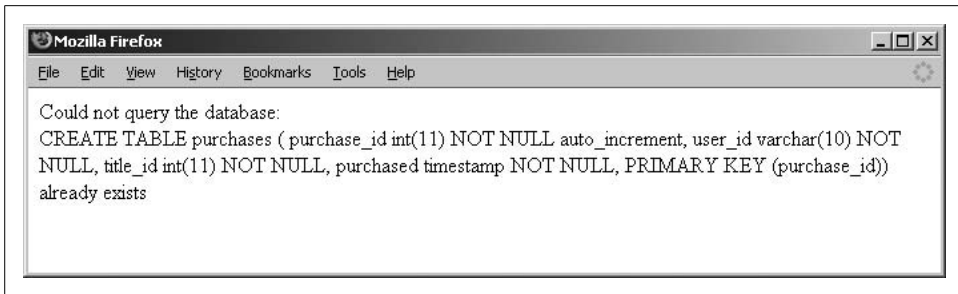 Mozilla Firefox
File Edit View History Bookmarks Tools Help
Could not query the database:
CREATE TABLE purchases ( purchase_id int(11) NOT NULL auto_increment, user_id varchar(10) NOT
NULL, title_id int(11) NOT NULL, purchased timestamp NOT NULL, PRIMARY KEY (purchase_id))
already exists